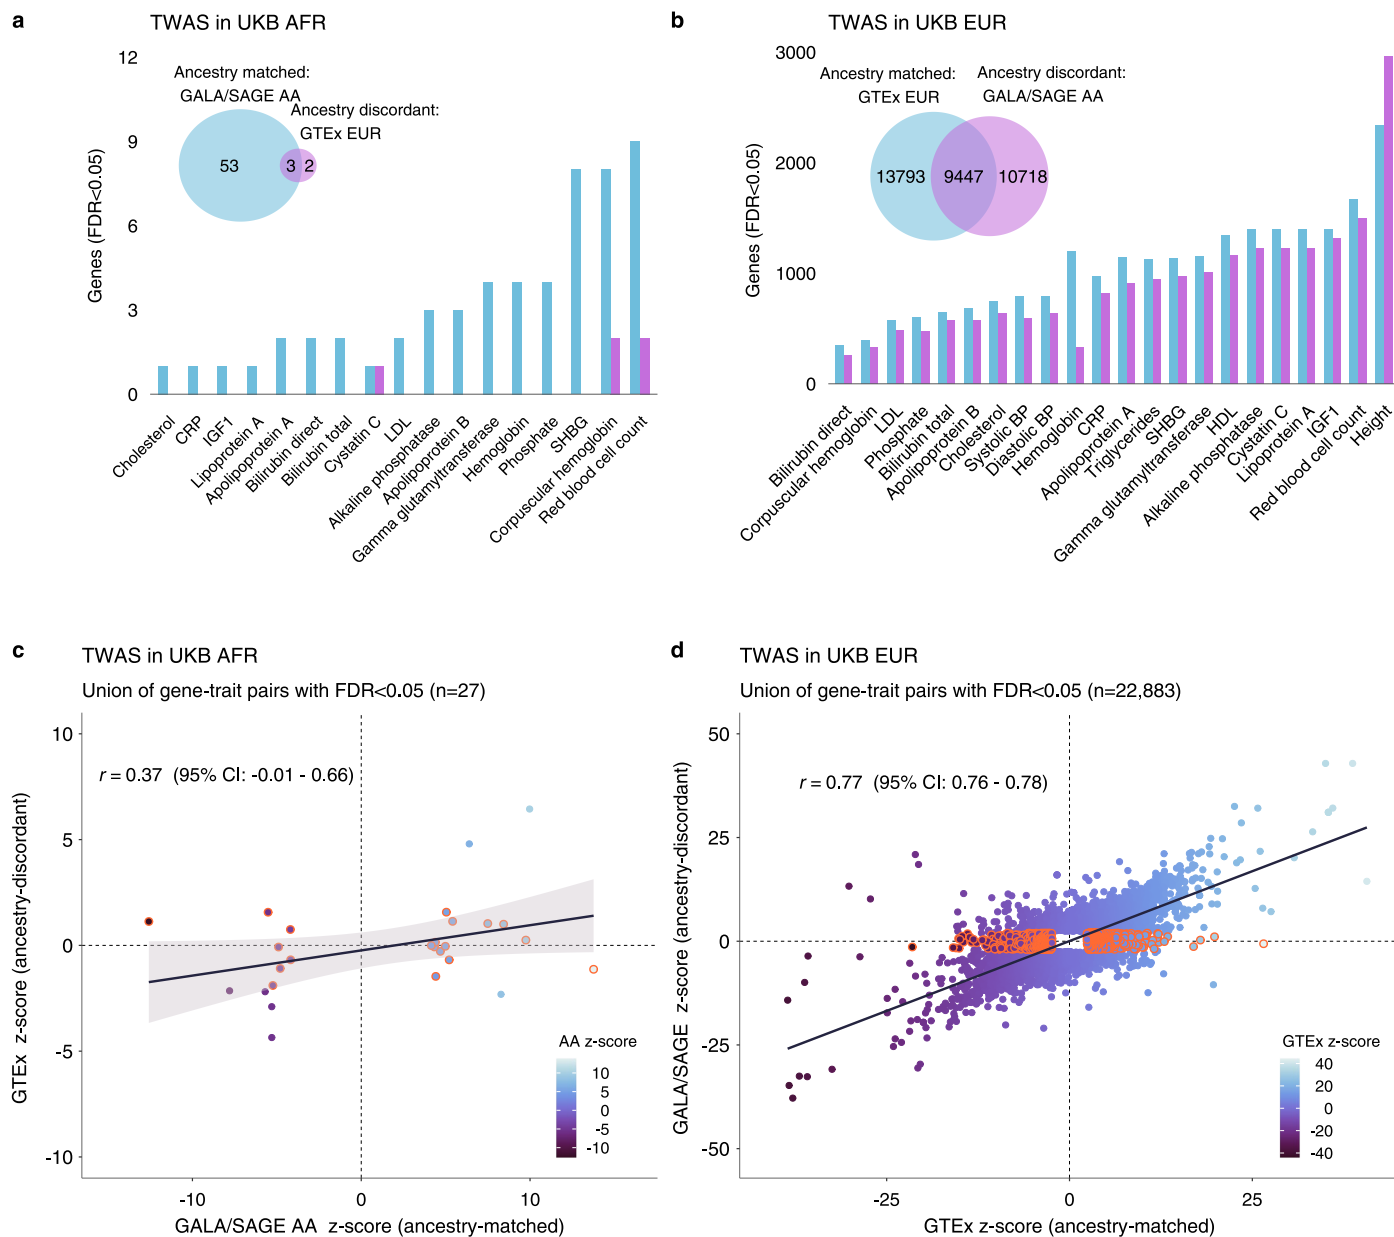 a
TWAS in UKB AFR
Genes (FDR<0.05)
12
9
6
3
0
Ancestry matched:
GALA/SAGE AA
Ancestry discordant:
GTEx EUR
53
3
2
Cholesterol
CRP
IGF1
Lipoprotein A
Apolipoprotein A
Bilirubin direct
Bilirubin total
Cystatin C
LDL
Alkaline phosphatase
Apolipoprotein B
Gamma glutamyltransferase
Hemoglobin
Phosphate
SHBG
Corpuscular hemoglobin
Red blood cell count
b
TWAS in UKB EUR
Genes (FDR<0.05)
3000
2000
1000
0
Ancestry matched:
GTEx EUR
Ancestry discordant:
GALA/SAGE AA
13793
9447
10718
Bilirubin direct
Corpuscular hemoglobin
LDL
Phosphate
Bilirubin total
Apolipoprotein B
Cholesterol
Systolic BP
Diastolic BP
Hemoglobin
CRP
Apolipoprotein A
Triglycerides
SHBG
Gamma glutamyltransferase
HDL
Alkaline phosphatase
Cystatin C
Lipoprotein A
IGF1
Red blood cell count
Height
c
TWAS in UKB AFR
Union of gene-trait pairs with FDR<0.05 (n=27)
r = 0.37 (95% CI: -0.01 - 0.66)
GTEx z-score (ancestry-discordant)
10
5
0
-5
-10
AA z-score
10
5
0
-5
-10
-10
0
10
GALA/SAGE AA z-score (ancestry-matched)
d
TWAS in UKB EUR
Union of gene-trait pairs with FDR<0.05 (n=22,883)
r = 0.77 (95% CI: 0.76 - 0.78)
GALA/SAGE z-score (ancestry-discordant)
50
25
0
-25
-50
GTEx z-score
40
20
0
-20
-40
-25
0
25
GTEx z-score (ancestry-matched)